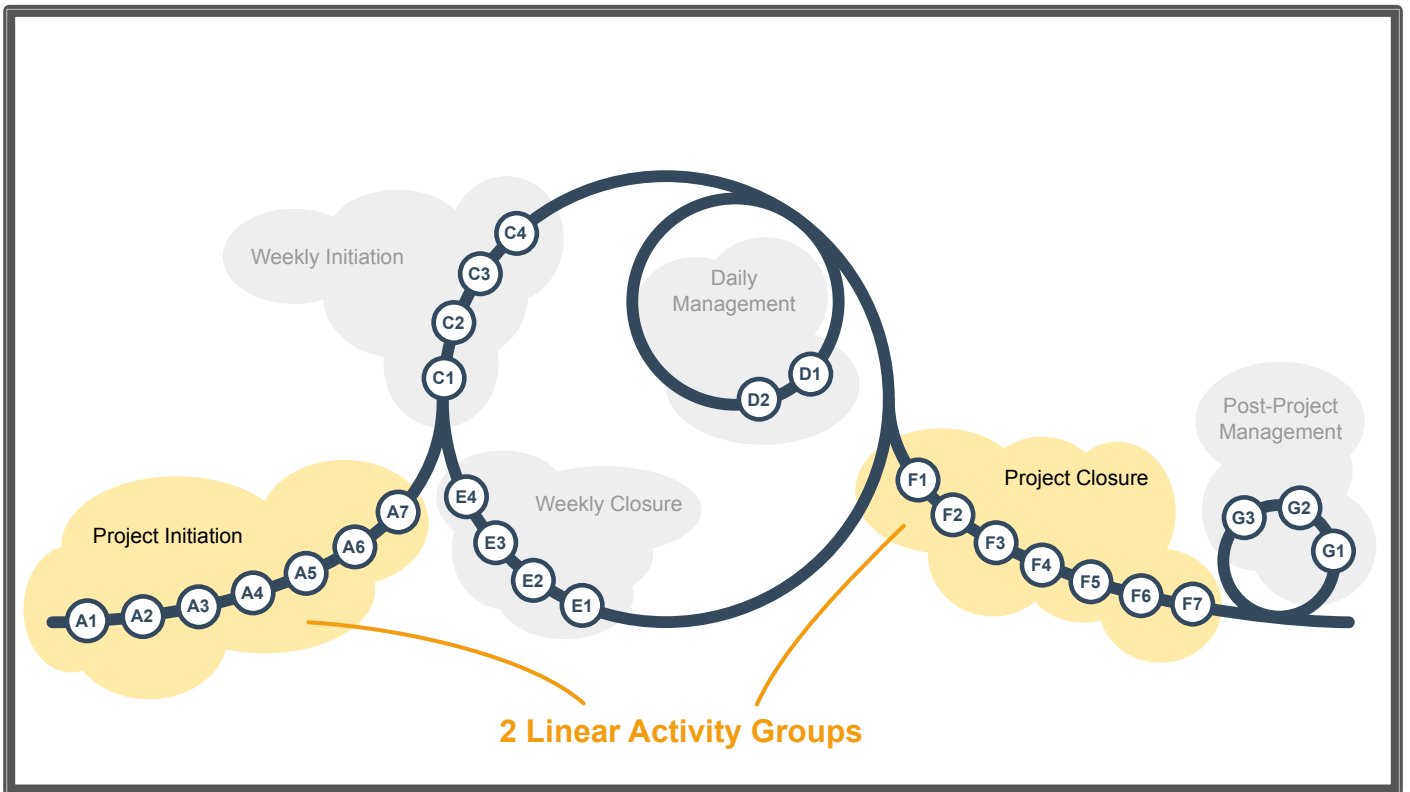 C4
Weekly Initiation
C3
C2
C1
Daily
Management
D1
D2
Post-Project
Management
Project Initiation
A1
A2
A3
A4
A5
A6
A7
E4
Weekly Closure
E3
E2
E1
F1
Project Closure
F2
F3
F4
F5
F6
F7
G3
G2
G1
2 Linear Activity Groups